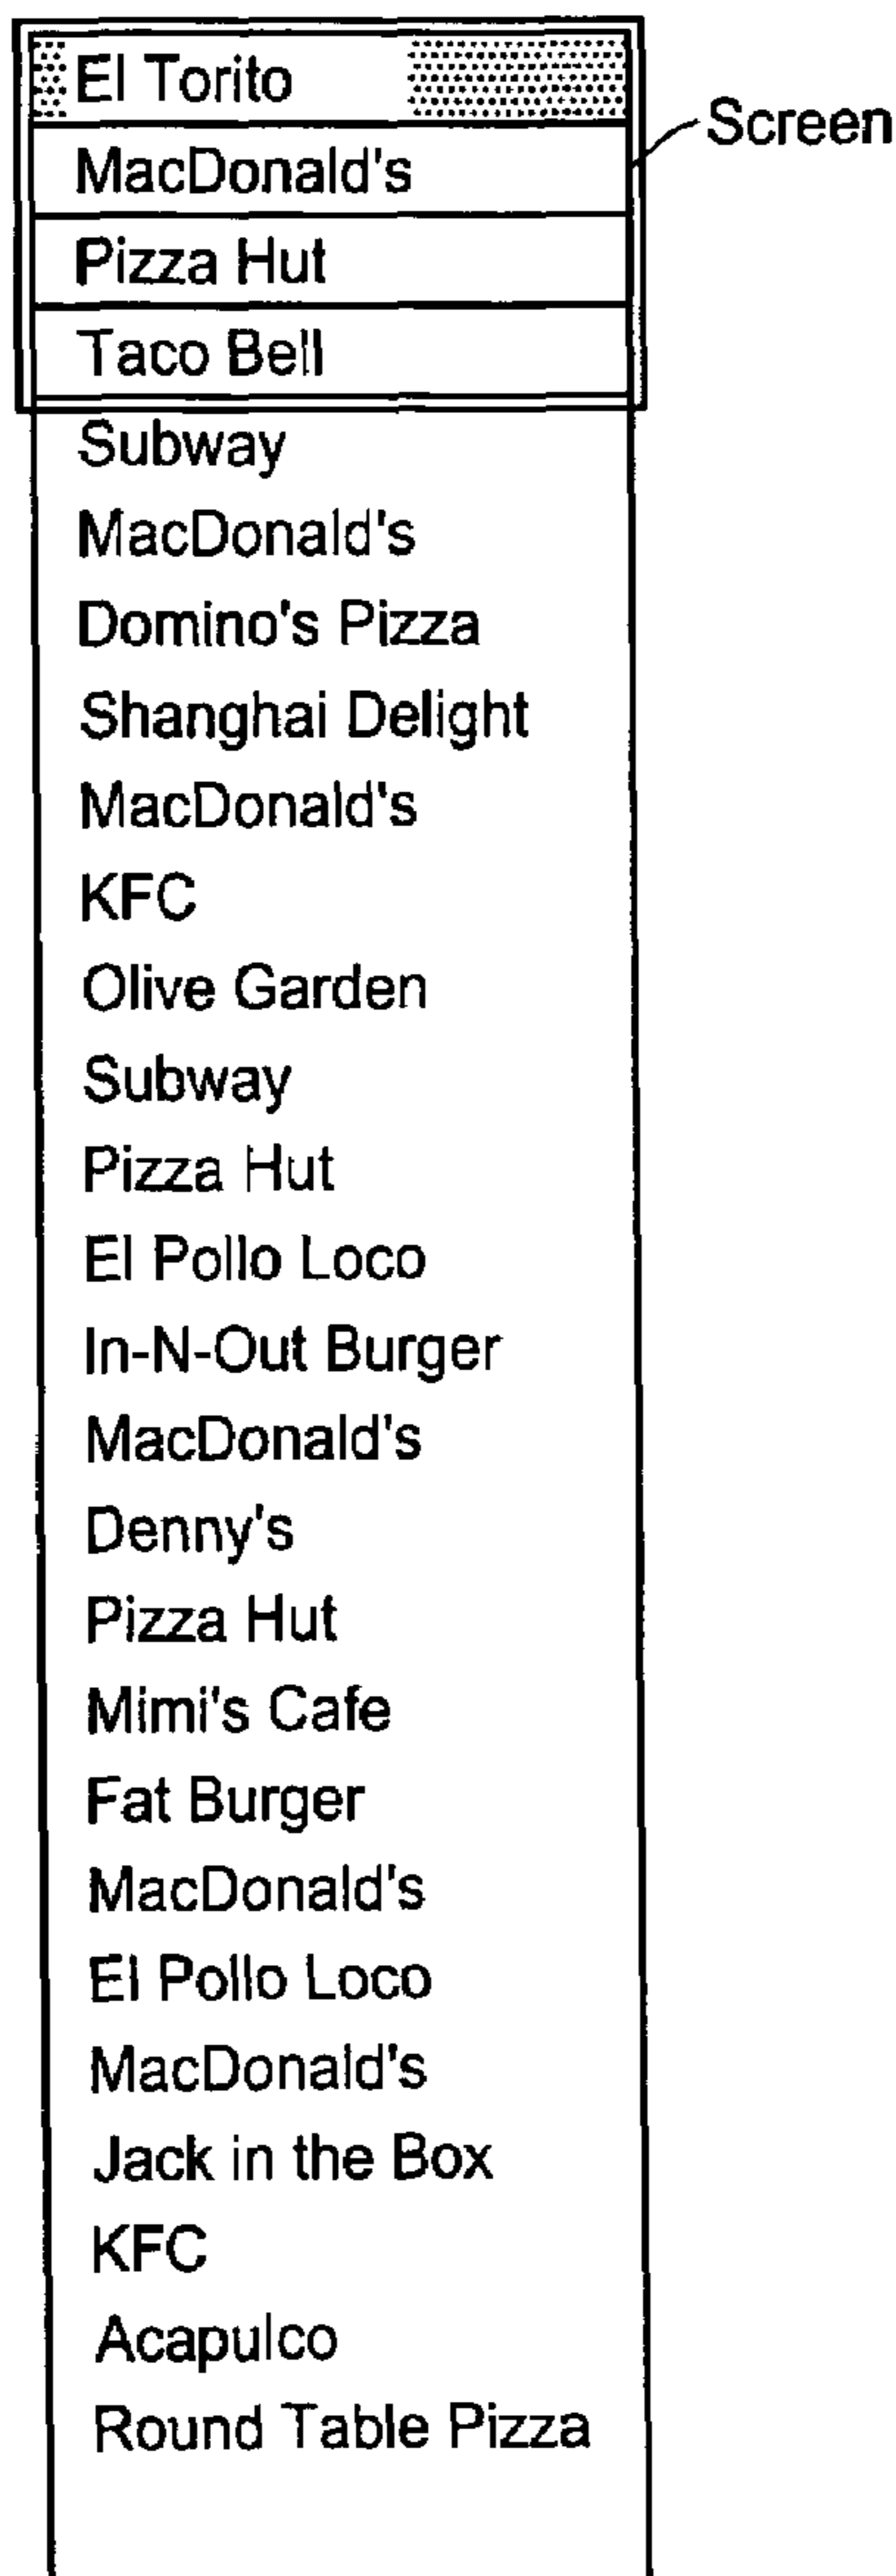 El Torito
Screen
MacDonald's
Pizza Hut
Taco Bell
Subway
MacDonald's
Domino's Pizza
Shanghai Delight
MacDonald's
KFC
Olive Garden
Subway
Pizza Hut
El Pollo Loco
In-N-Out Burger
MacDonald's
Denny's
Pizza Hut
Mimi's Cafe
Fat Burger
MacDonald's
El Pollo Loco
MacDonald's
Jack in the Box
KFC
Acapulco
Round Table Pizza